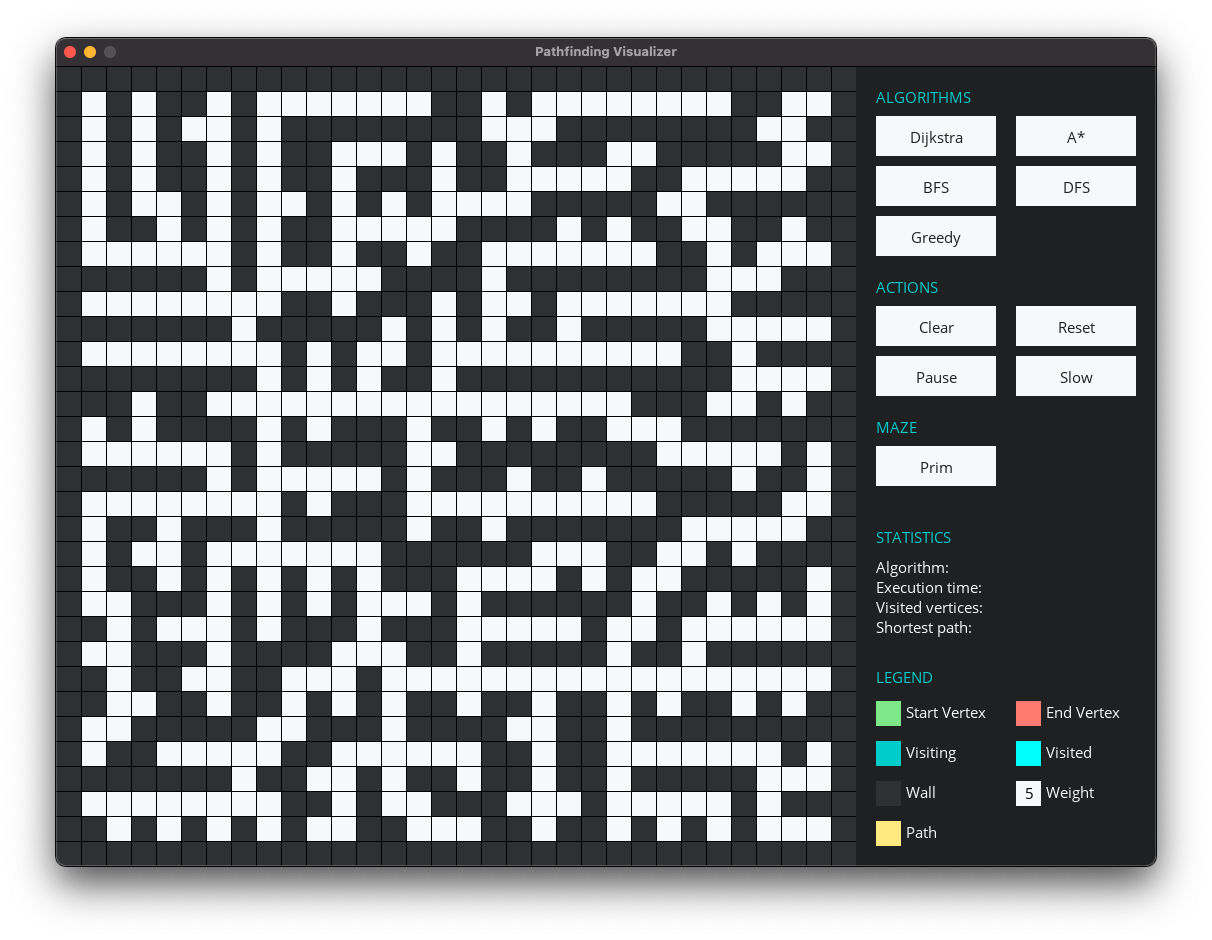 Pathfinding Visualizer
ALGORITHMS
Dijkstra
A*
BFS
DFS
Greedy
ACTIONS
Clear
Reset
Pause
Slow
MAZE
Prim
STATISTICS
Algorithm:
Execution time:
Visited vertices:
Shortest path:
LEGEND
Start Vertex
End Vertex
Visiting
Visited
Wall
5 Weight
Path